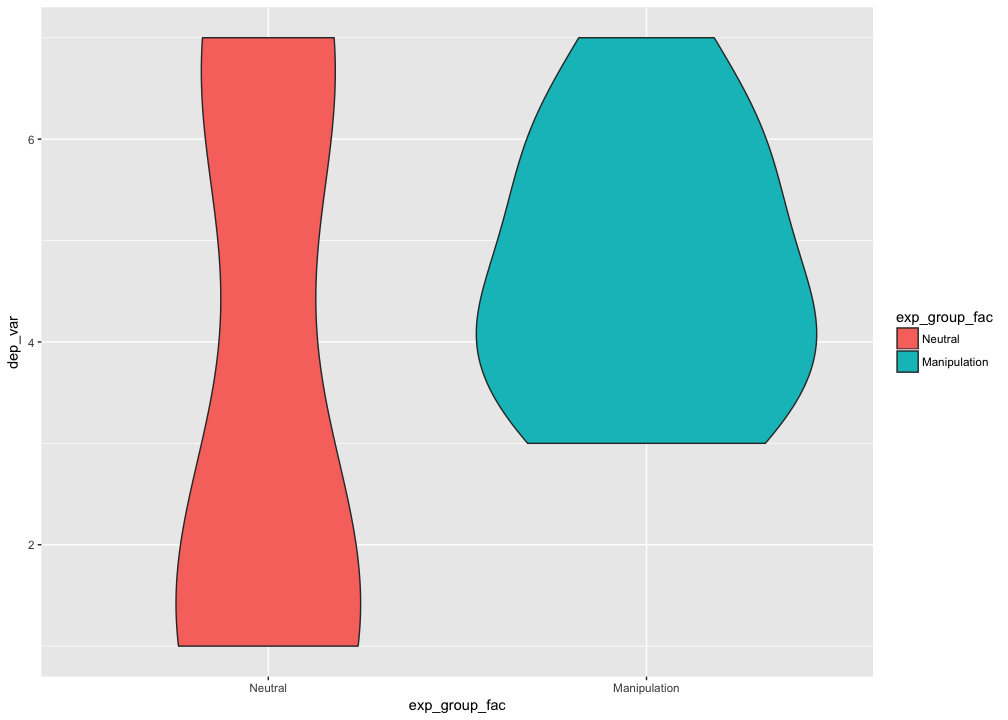 6
4
2
dep_var
Neutral
Manipulation
exp_group_fac
exp_group_fac
Neutral
Manipulation